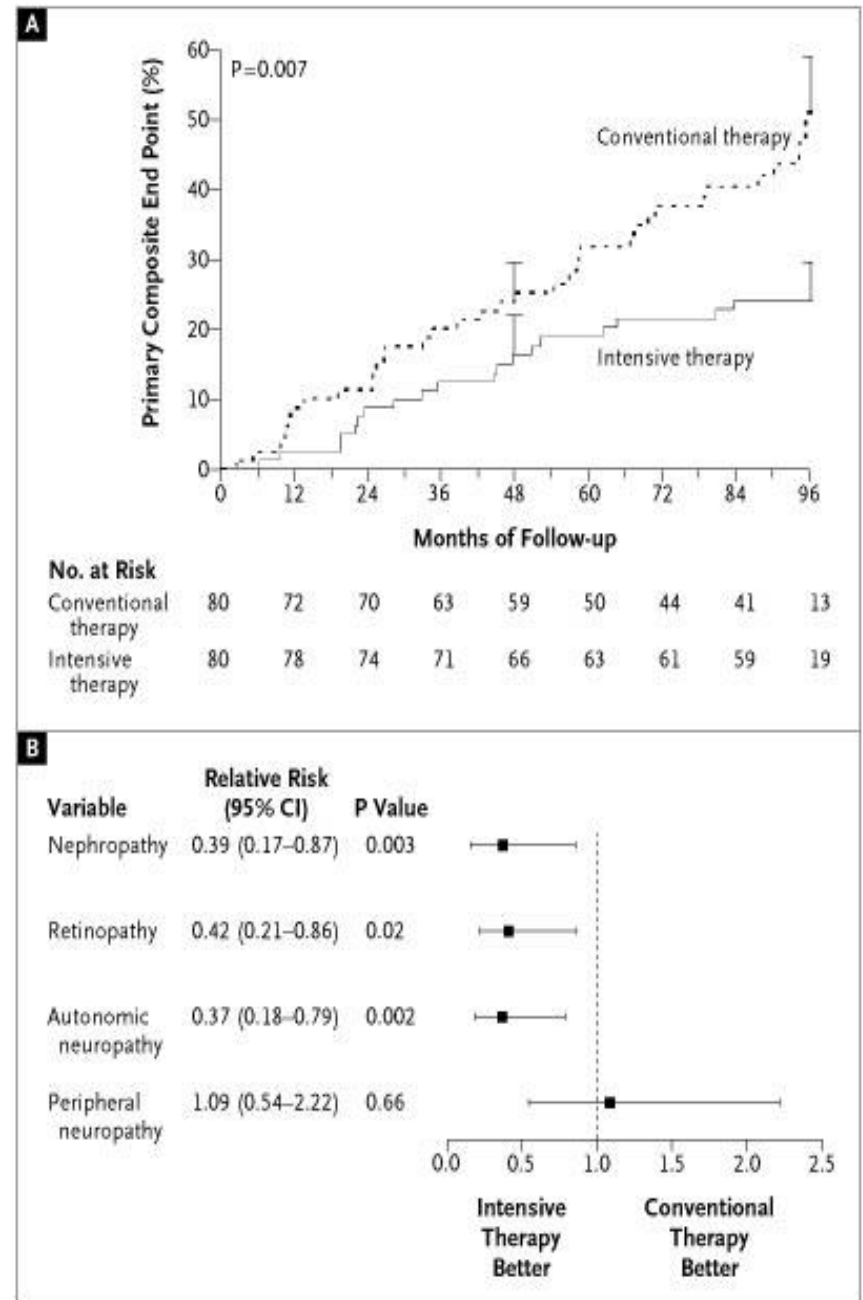 A
60
P=0.007
50
Conventional therapy
40
30
20
Intensive therapy
10
0
Primary Composite End Point (%)
0 12 24 36 48 60 72 84 96
Months of Follow-up
No. at Risk
Conventional therapy 80 72 70 63 59 50 44 41 13
Intensive therapy 80 78 74 71 66 63 61 59 19
B
Variable Relative Risk (95% CI) P Value
Nephropathy 0.39 (0.17–0.87) 0.003
Retinopathy 0.42 (0.21–0.86) 0.02
Autonomic neuropathy 0.37 (0.18–0.79) 0.002
Peripheral neuropathy 1.09 (0.54–2.22) 0.66
0.0 0.5 1.0 1.5 2.0 2.5
Intensive Therapy Better
Conventional Therapy Better